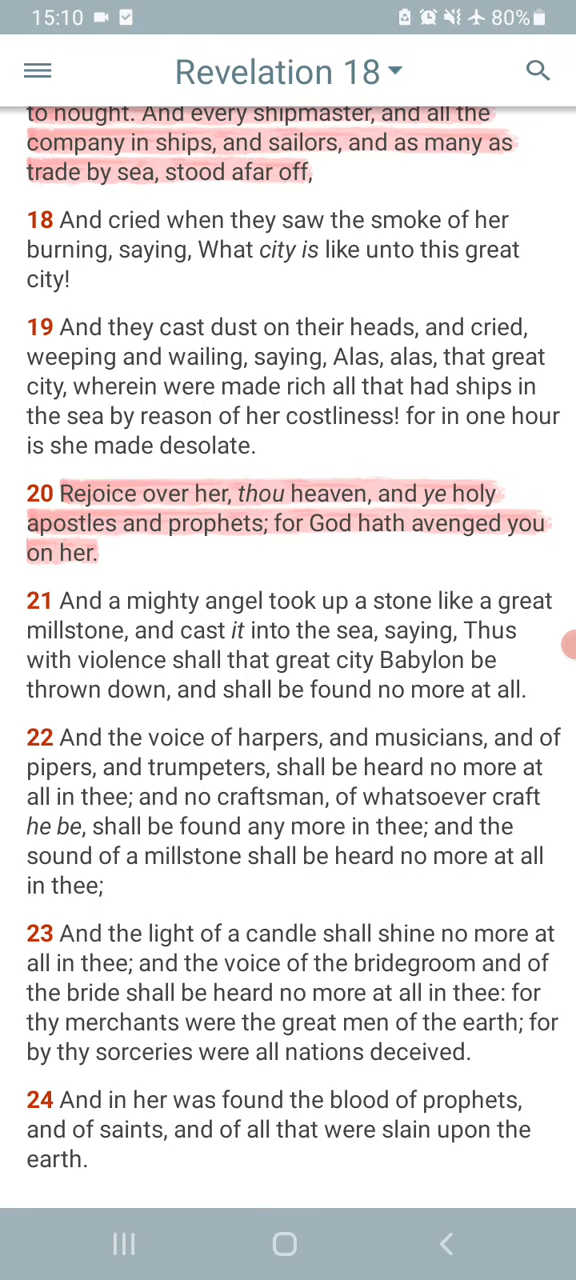 15:10 80%
Revelation 18
to nought. And every shipmaster, and all the
company in ships, and sailors, and as many as
trade by sea, stood afar off,
18 And cried when they saw the smoke of her
burning, saying, What city is like unto this great
city!
19 And they cast dust on their heads, and cried,
weeping and wailing, saying, Alas, alas, that great
city, wherein were made rich all that had ships in
the sea by reason of her costliness! for in one hour
is she made desolate.
20 Rejoice over her, thou heaven, and ye holy
apostles and prophets; for God hath avenged you
on her.
21 And a mighty angel took up a stone like a great
millstone, and cast it into the sea, saying, Thus
with violence shall that great city Babylon be
thrown down, and shall be found no more at all.
22 And the voice of harpers, and musicians, and of
pipers, and trumpeters, shall be heard no more at
all in thee; and no craftsman, of whatsoever craft
he be, shall be found any more in thee; and the
sound of a millstone shall be heard no more at all
in thee;
23 And the light of a candle shall shine no more at
all in thee; and the voice of the bridegroom and of
the bride shall be heard no more at all in thee: for
thy merchants were the great men of the earth; for
by thy sorceries were all nations deceived.
24 And in her was found the blood of prophets,
and of saints, and of all that were slain upon the
earth.